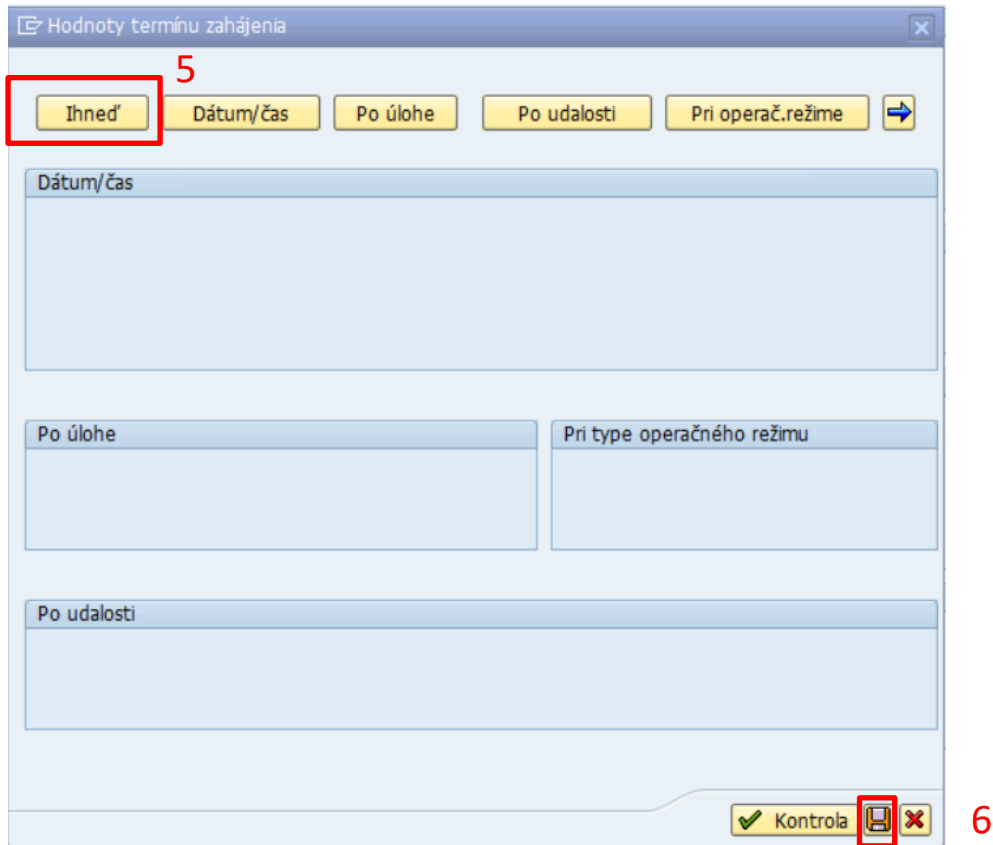 Hodnoty termínu zahájenia
5
Ihneď Dátum/čas Po úlohe Po udalosti Pri operač.režime
Dátum/čas
Po úlohe Pri type operačného režimu
Po udalosti
Kontrola
6